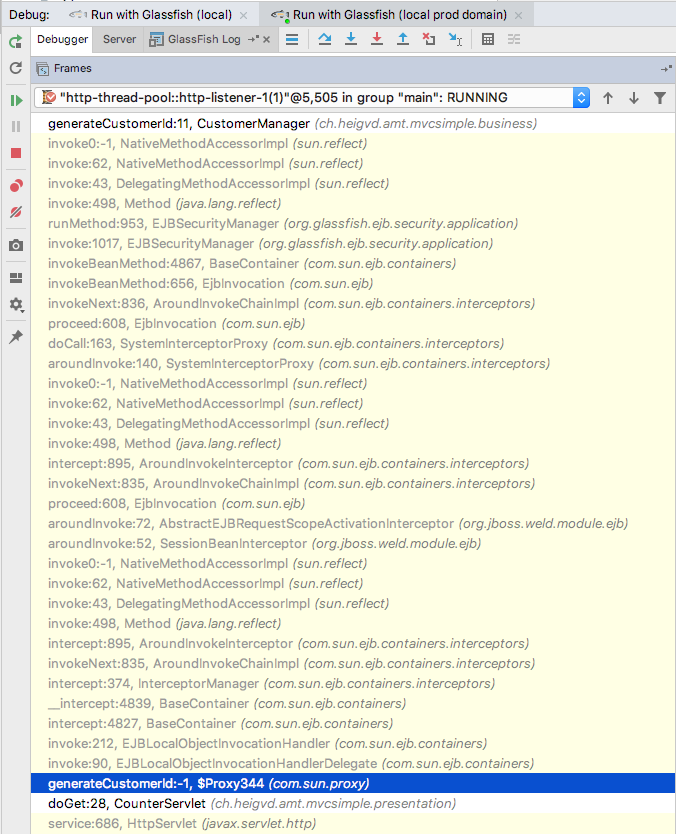 Debug: Run with Glassfish (local) Run with Glassfish (local prod domain)
Debugger Server GlassFish Log
Frames
"http-thread-pool::http-listener-1(1)"@5,505 in group "main": RUNNING
generateCustomerId:11, CustomerManager (ch.heigvd.amt.mvcsimple.business)
invoke0:-1, NativeMethodAccessorImpl (sun.reflect)
invoke:62, NativeMethodAccessorImpl (sun.reflect)
invoke:43, DelegatingMethodAccessorImpl (sun.reflect)
invoke:498, Method (java.lang.reflect)
runMethod:953, EJBSecurityManager (org.glassfish.ejb.security.application)
invoke:1017, EJBSecurityManager (org.glassfish.ejb.security.application)
invokeBeanMethod:4867, BaseContainer (com.sun.ejb.containers)
invokeBeanMethod:656, EjbInvocation (com.sun.ejb)
invokeNext:836, AroundInvokeChainImpl (com.sun.ejb.containers.interceptors)
proceed:608, EjbInvocation (com.sun.ejb)
doCall:163, SystemInterceptorProxy (com.sun.ejb.containers.interceptors)
aroundInvoke:140, SystemInterceptorProxy (com.sun.ejb.containers.interceptors)
invoke0:-1, NativeMethodAccessorImpl (sun.reflect)
invoke:62, NativeMethodAccessorImpl (sun.reflect)
invoke:43, DelegatingMethodAccessorImpl (sun.reflect)
invoke:498, Method (java.lang.reflect)
intercept:895, AroundInvokeInterceptor (com.sun.ejb.containers.interceptors)
invokeNext:835, AroundInvokeChainImpl (com.sun.ejb.containers.interceptors)
proceed:608, EjbInvocation (com.sun.ejb)
aroundInvoke:72, AbstractEJBRequestScopeActivationInterceptor (org.jboss.weld.module.ejb)
aroundInvoke:52, SessionBeanInterceptor (org.jboss.weld.module.ejb)
invoke0:-1, NativeMethodAccessorImpl (sun.reflect)
invoke:62, NativeMethodAccessorImpl (sun.reflect)
invoke:43, DelegatingMethodAccessorImpl (sun.reflect)
invoke:498, Method (java.lang.reflect)
intercept:895, AroundInvokeInterceptor (com.sun.ejb.containers.interceptors)
invokeNext:835, AroundInvokeChainImpl (com.sun.ejb.containers.interceptors)
intercept:374, InterceptorManager (com.sun.ejb.containers.interceptors)
__intercept:4839, BaseContainer (com.sun.ejb.containers)
intercept:4827, BaseContainer (com.sun.ejb.containers)
invoke:212, EJBLocalObjectInvocationHandler (com.sun.ejb.containers)
invoke:90, EJBLocalObjectInvocationHandlerDelegate (com.sun.ejb.containers)
generateCustomerId:-1, $Proxy344 (com.sun.proxy)
doGet:28, CounterServlet (ch.heigvd.amt.mvcsimple.presentation)
service:686, HttpServlet (javax.servlet.http)